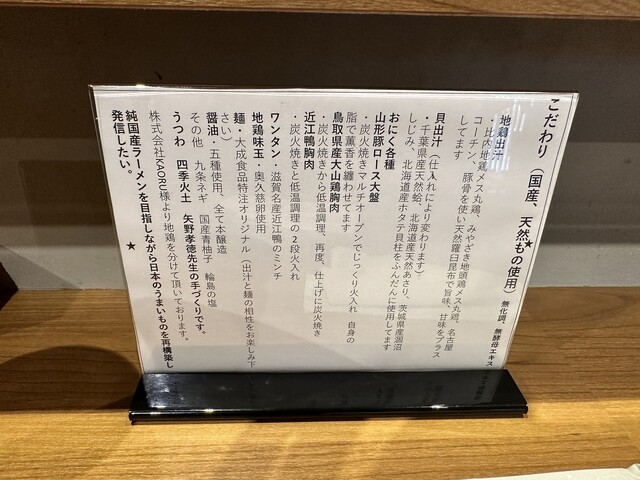 こだわり（国産、天然もの使用）無化調、無酵母エキス
地鶏出汁
・比内地鶏メス丸鶏、みやざき地頭鶏メス丸鶏、名古屋
コーチン、豚骨を使い天然羅臼昆布で旨味、甘味をプラス
してます
貝出汁（仕入れにより変わります）
・千葉県産天然蛤、北海道産天然あさり、茨城県産涸沼
しじみ、北海道産ホタテ貝柱をふんだんに使用してます
おにく各種
山形豚ロース大盤
・炭火焼きマルチオーブンでじっくり火入れ　自身の
脂で薫香を纏わせてます
鳥取県産大山鶏胸肉
・炭火焼きから低温調理、再度、仕上げに炭火焼き
近江鴨胸肉
・炭火焼きと低温調理の2段火入れ
ワンタン・滋賀名産近江鴨のミンチ
地鶏味玉・奥久慈卵使用
麺・大成食品特注オリジナル（出汁と麺の相性をお楽しみ下
さい）
醤油・五種使用、全て本醸造
その他　九条ネギ　国産青柚子　輪島の塩
うつわ　四季火土　矢野孝徳先生の手づくりです。
株式会社Koru様より地鶏を分けて頂いております。
純国産ラーメンを目指しながら日本のうまいものを再構築し
発信したい。